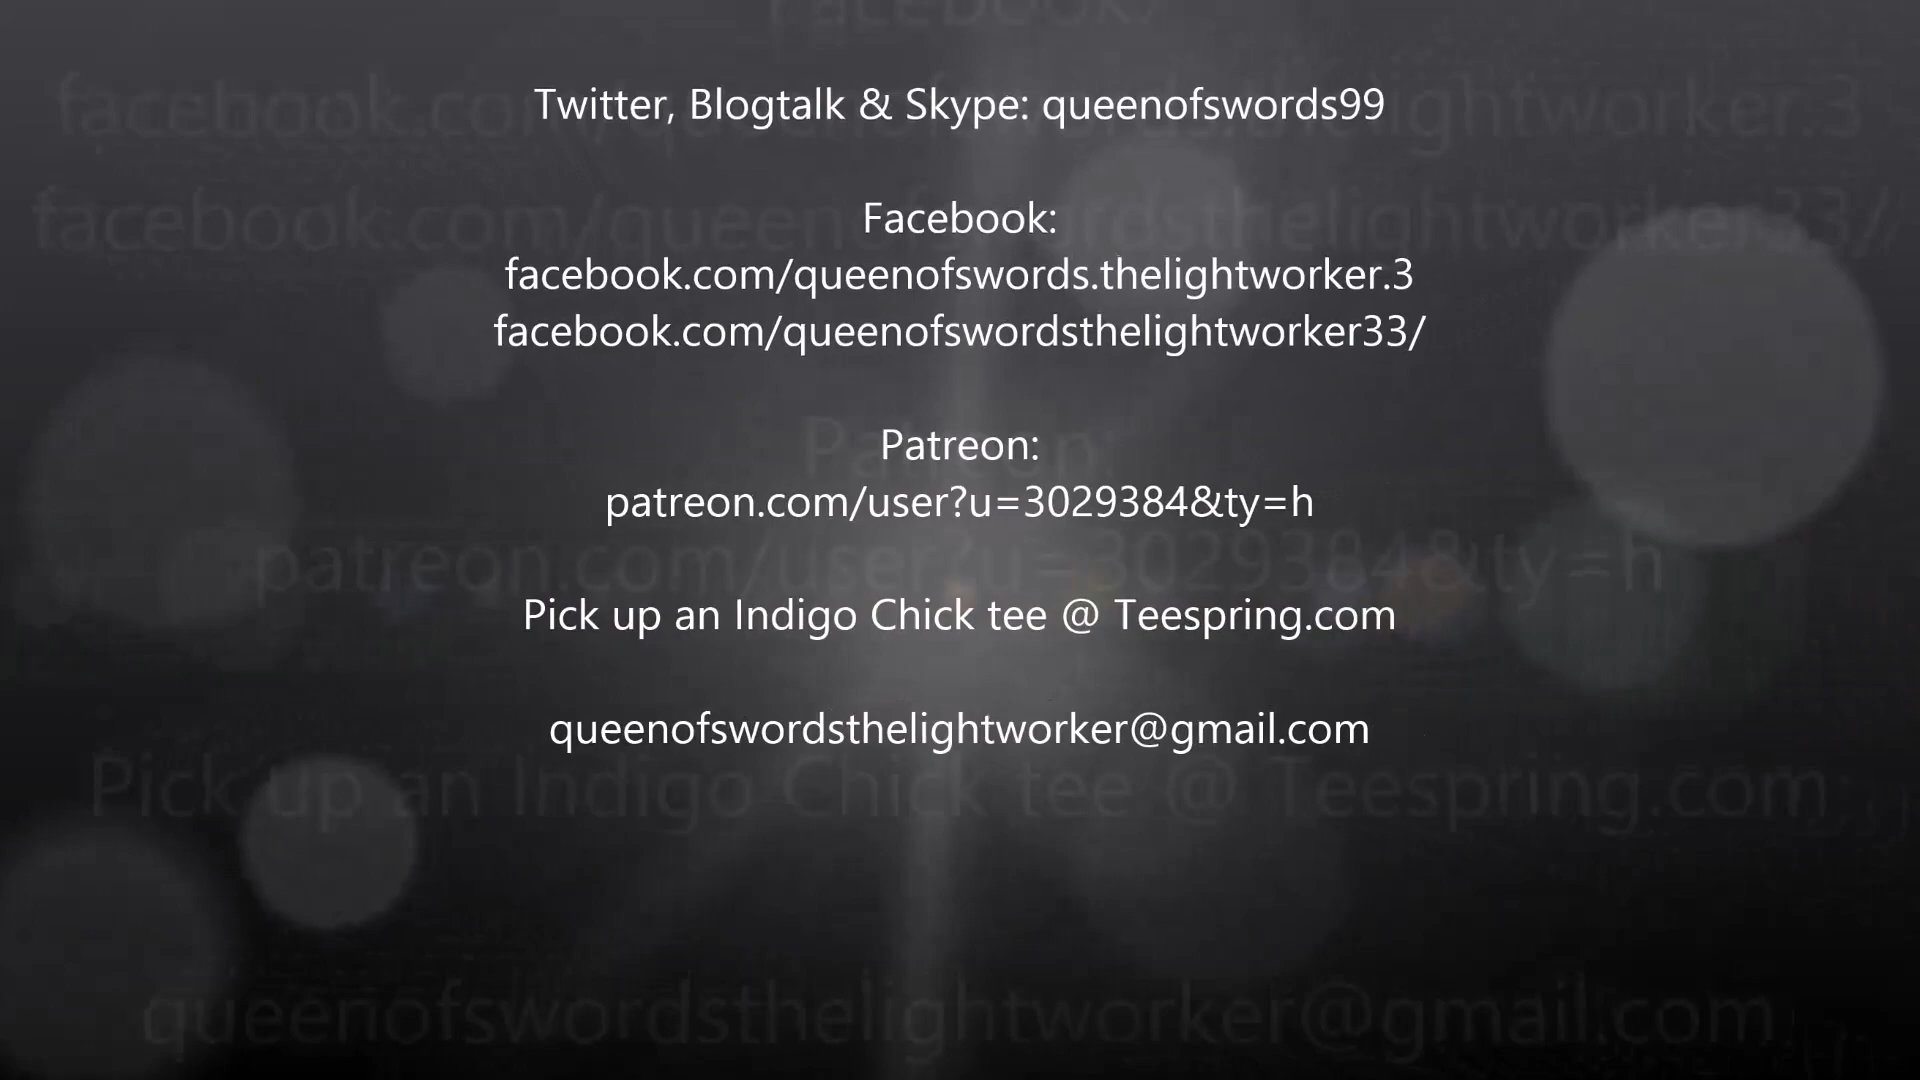 Twitter, Blogtalk & Skype: queenofswords99
Facebook:
facebook.com/queenofswords.thelightworker.3
facebook.com/queenofswordsthelightworker33/
Patreon:
patreon.com/user?u=3029384&ty=h
Pick up an Indigo Chick tee @ Teespring.com
queenofswordsthelightworker@gmail.com